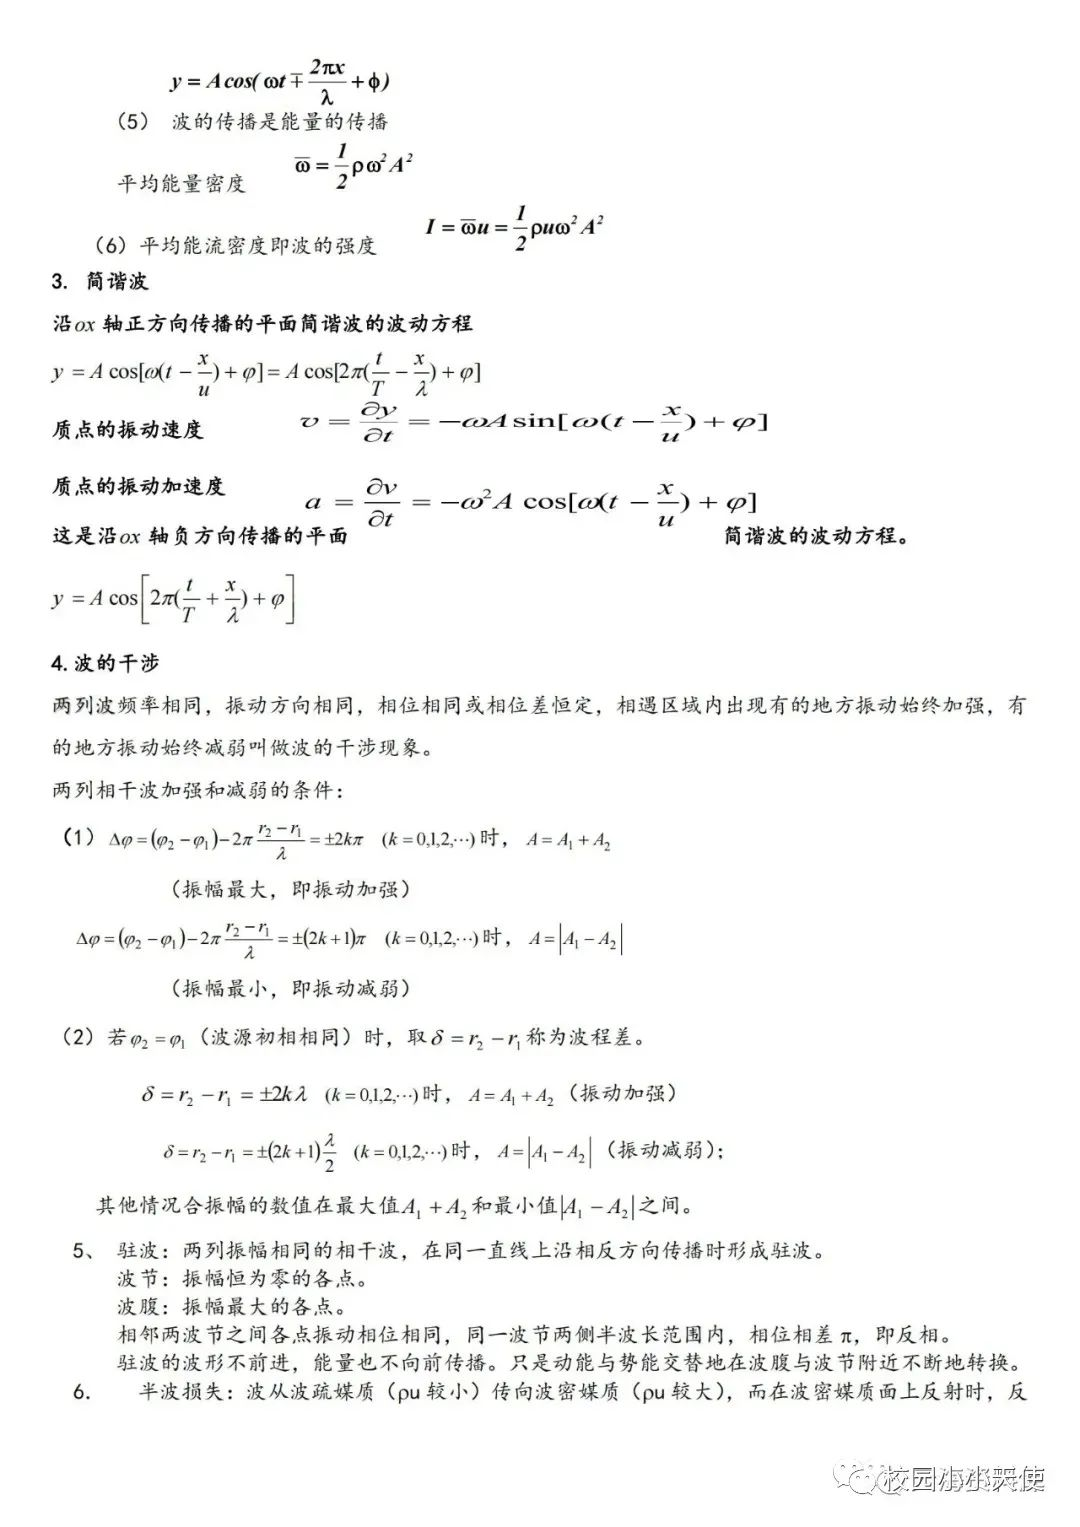 y = A cos( ωt ∓ 2πx/λ + ϕ )
（5） 波的传播是能量的传播
平均能量密度 ω̅ = 1/2 ρω²A²
（6）平均能流密度即波的强度 I = ω̅u = 1/2 ρuω²A²
3. 简谐波
沿ox 轴正方向传播的平面简谐波的波动方程
y = A cos[ω(t − x/u) + φ] = A cos[2π(t/T − x/λ) + φ]
质点的振动速度 v = ∂y/∂t = −ωA sin[ω(t − x/u) + φ]
质点的振动加速度 a = ∂v/∂t = −ω²A cos[ω(t − x/u) + φ]
这是沿ox 轴负方向传播的平面 简谐波的波动方程。
y = A cos[2π(t/T + x/λ) + φ]
4.波的干涉
两列波频率相同，振动方向相同，相位相同或相位差恒定，相遇区域内出现有的地方振动始终加强，有
的地方振动始终减弱叫做波的干涉现象。
两列相干波加强和减弱的条件：
（1）Δφ = (φ₂ − φ₁) − 2π (r₂ − r₁)/λ = ±2kπ (k = 0,1,2,⋯)时， A = A₁ + A₂
（振幅最大，即振动加强）
Δφ = (φ₂ − φ₁) − 2π (r₂ − r₁)/λ = ±(2k + 1)π (k = 0,1,2,⋯)时， A = |A₁ − A₂|
（振幅最小，即振动减弱）
（2）若φ₂ = φ₁（波源初相相同）时，取δ = r₂ − r₁称为波程差。
δ = r₂ − r₁ = ±2kλ (k = 0,1,2,⋯)时， A = A₁ + A₂（振动加强）
δ = r₂ − r₁ = ±(2k + 1) λ/2 (k = 0,1,2,⋯)时， A = |A₁ − A₂|（振动减弱）；
其他情况合振幅的数值在最大值A₁ + A₂和最小值|A₁ − A₂|之间。
5、 驻波：两列振幅相同的相干波，在同一直线上沿相反方向传播时形成驻波。
波节：振幅恒为零的各点。
波腹：振幅最大的各点。
相邻两波节之间各点振动相位相同，同一波节两侧半波长范围内，相位相差 π，即反相。
驻波的波形不前进，能量也不向前传播。只是动能与势能交替地在波腹与波节附近不断地转换。
6. 半波损失：波从波疏媒质（ρu 较小）传向波密媒质（ρu 较大），而在波密媒质面上反射时，反
校园小天使